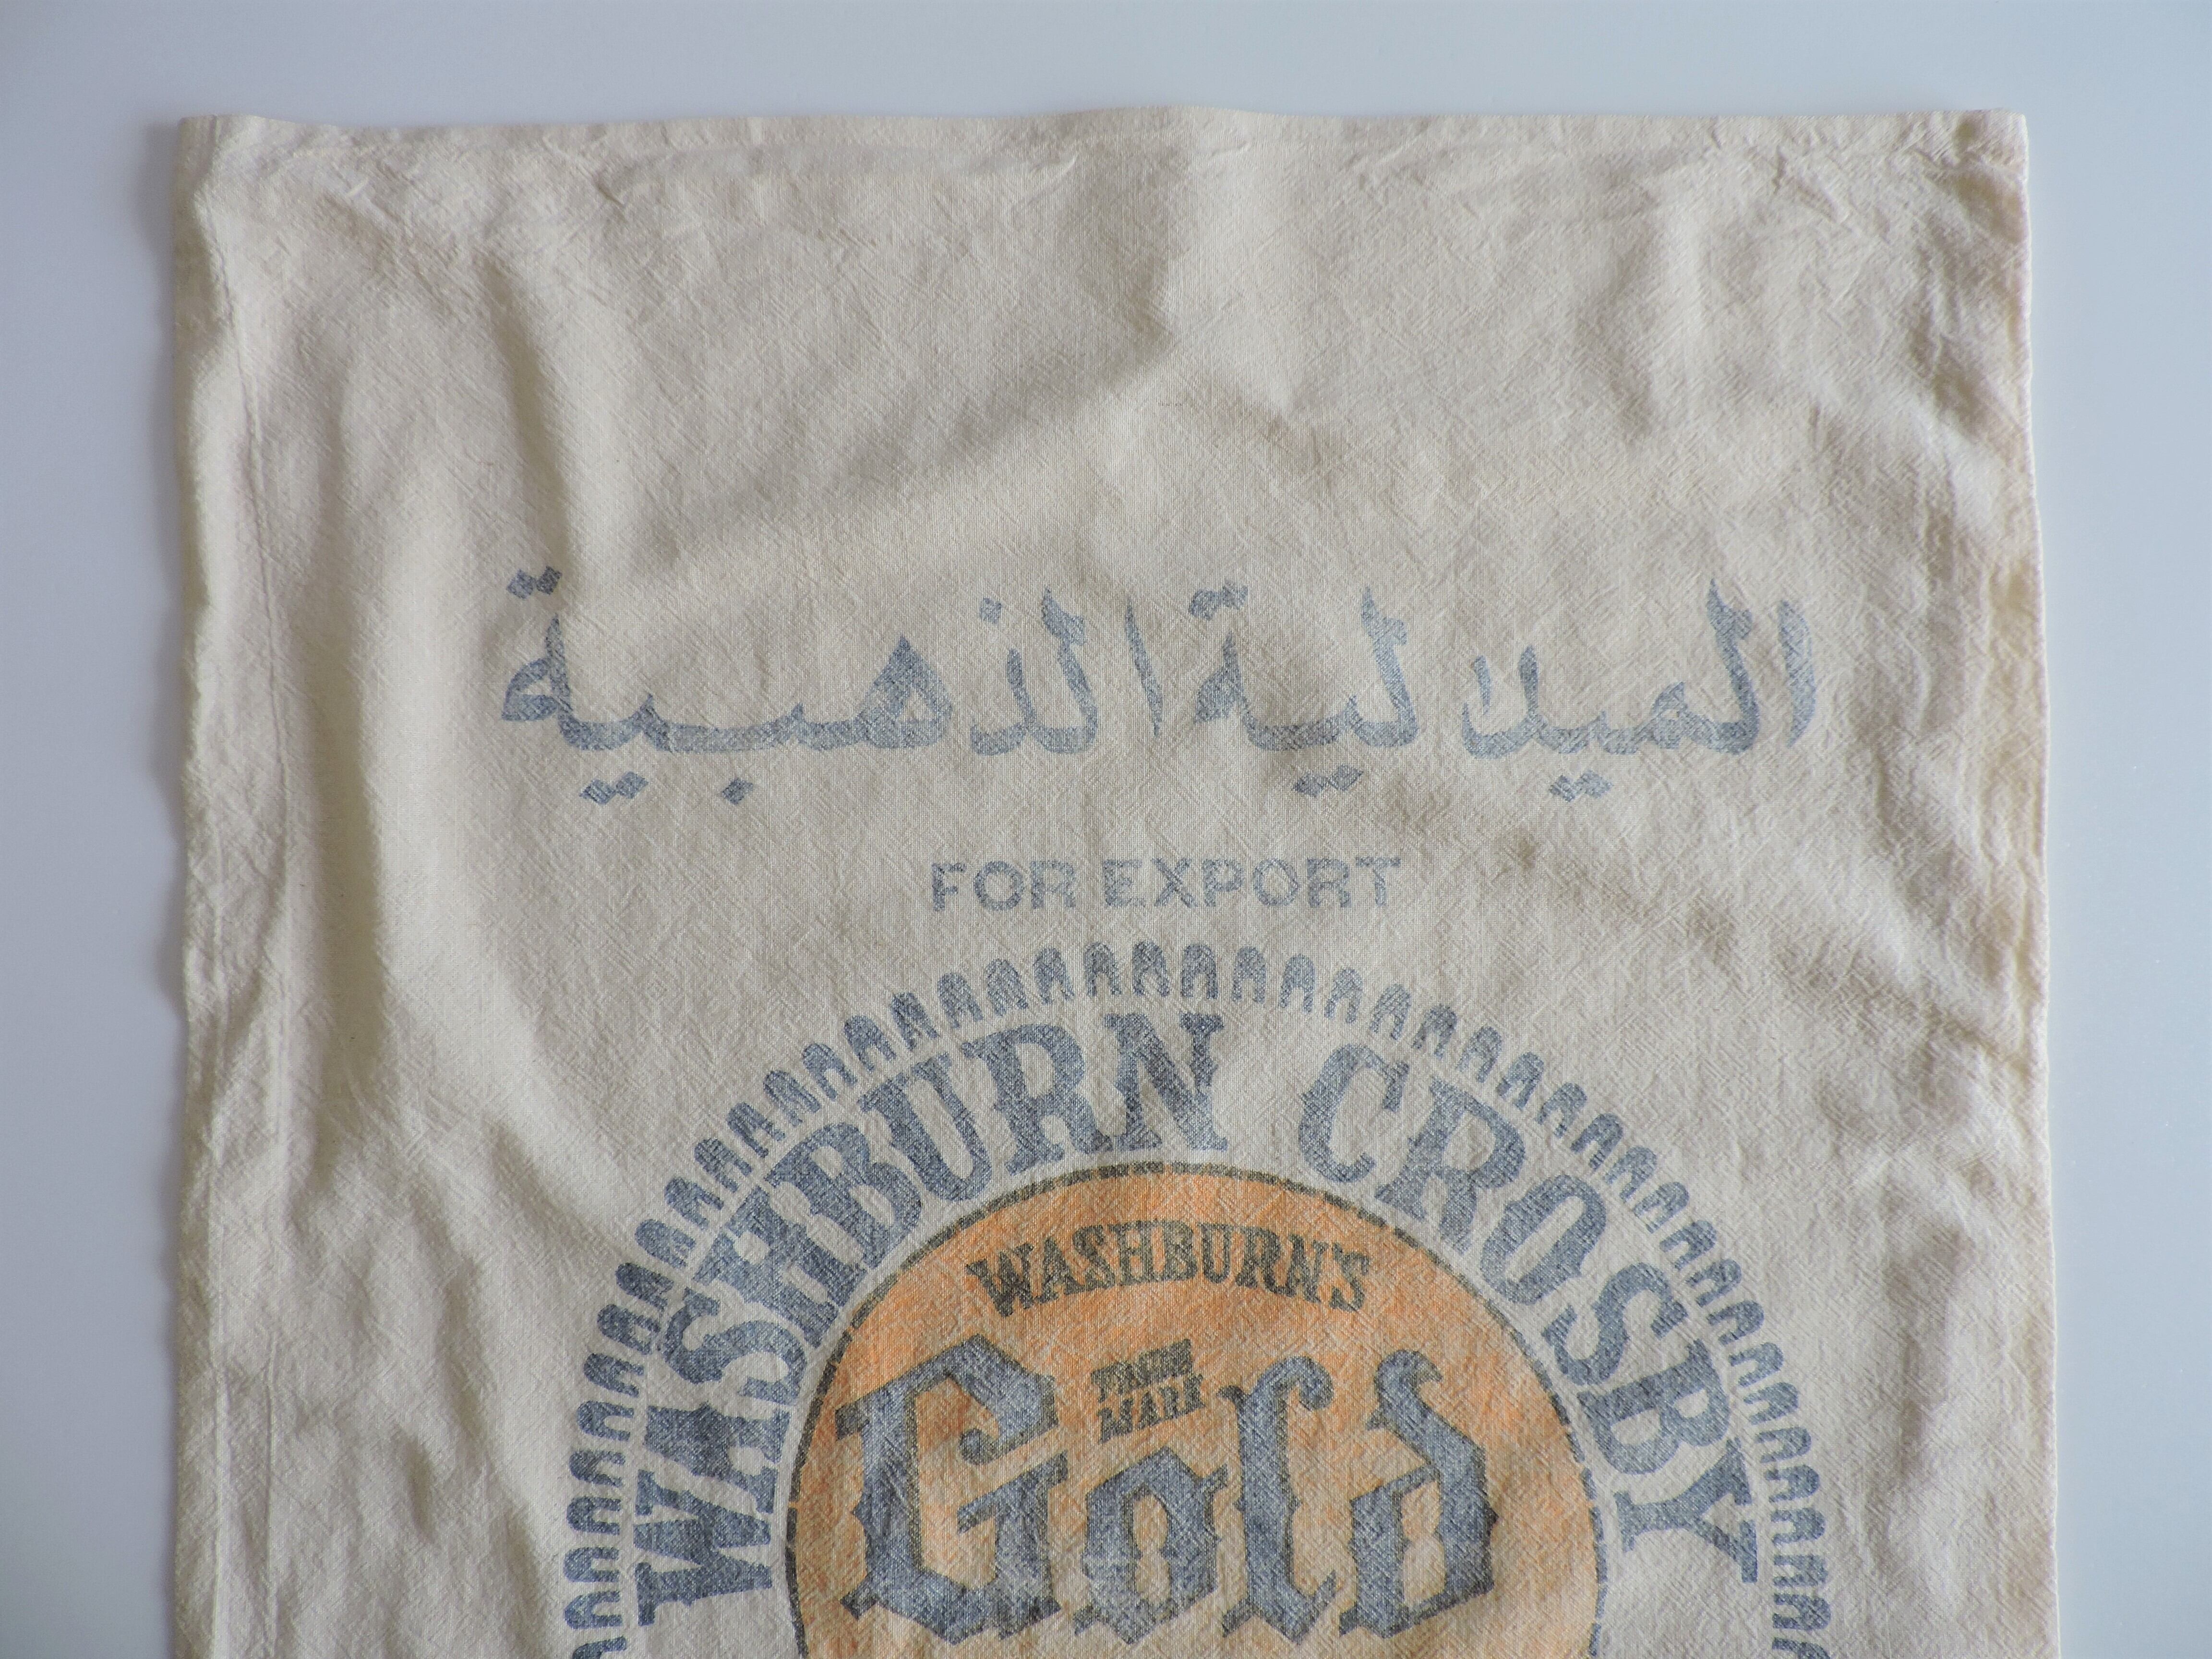 الميدالية الذهبية
FOR EXPORT
WASHBURN CROSBY
WASHBURN'S
TRADE
MARK
Gold